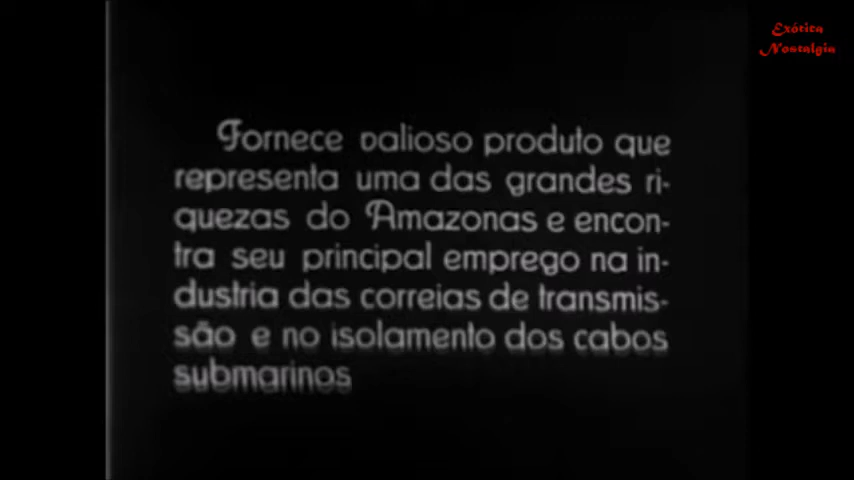 Exótica
Nostalgia
Fornece valioso produto que
representa uma das grandes ri-
quezas do Amazonas e encon-
tra seu principal emprego na in-
dustria das correias de transmis-
são e no isolamento dos cabos
submarinos